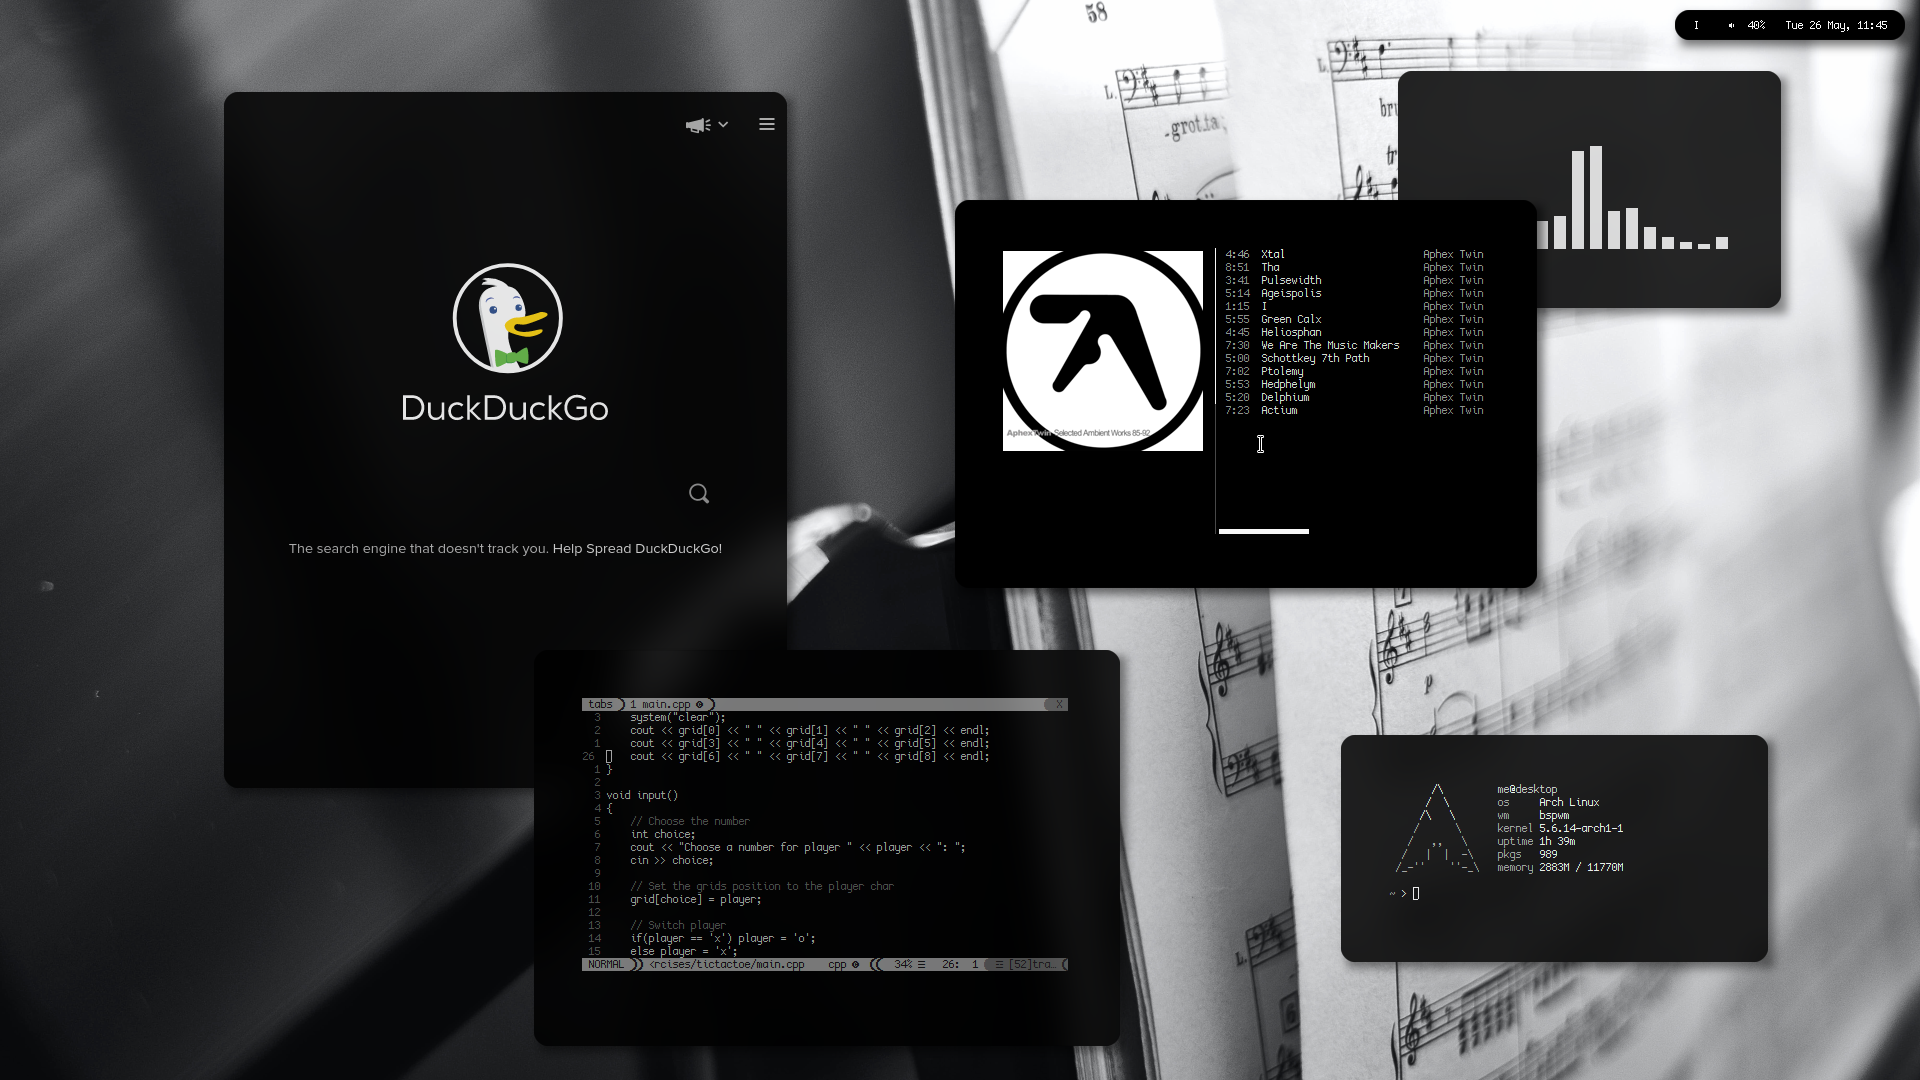 I 40% Tue 26 May, 11:45
58
L.
L.
-grotta,
bru
tr
DuckDuckGo
The search engine that doesn't track you. Help Spread DuckDuckGo!
4:46 Xtal Aphex Twin
8:51 Tha Aphex Twin
3:41 Pulsewidth Aphex Twin
5:14 Ageispolis Aphex Twin
1:15 I Aphex Twin
5:55 Green Calx Aphex Twin
4:45 Heliosphan Aphex Twin
7:30 We Are The Music Makers Aphex Twin
5:00 Schottkey 7th Path Aphex Twin
7:02 Ptolemy Aphex Twin
5:53 Hedphelym Aphex Twin
5:20 Delphium Aphex Twin
7:23 Actium Aphex Twin
AphexTwin Selected Ambient Works 85-92
tabs 1 main.cpp X
3 system("clear");
2 cout << grid[0] << " " << grid[1] << " " << grid[2] << endl;
1 cout << grid[3] << " " << grid[4] << " " << grid[5] << endl;
26 cout << grid[6] << " " << grid[7] << " " << grid[8] << endl;
1 }
2
3 void input()
4 {
5 // Choose the number
6 int choice;
7 cout << "Choose a number for player " << player << ": ";
8 cin >> choice;
9
10 // Set the grids position to the player char
11 grid[choice] = player;
12
13 // Switch player
14 if(player == 'x') player = 'o';
15 else player = 'x';
NORMAL <rcises/tictactoe/main.cpp cpp 34% ☰ 26: 1 ☰ [52]tra…
me@desktop
os Arch Linux
wm bspwm
kernel 5.6.14-arch1-1
uptime 1h 39m
pkgs 989
memory 2883M / 11770M
~ >
3
p
L.
6